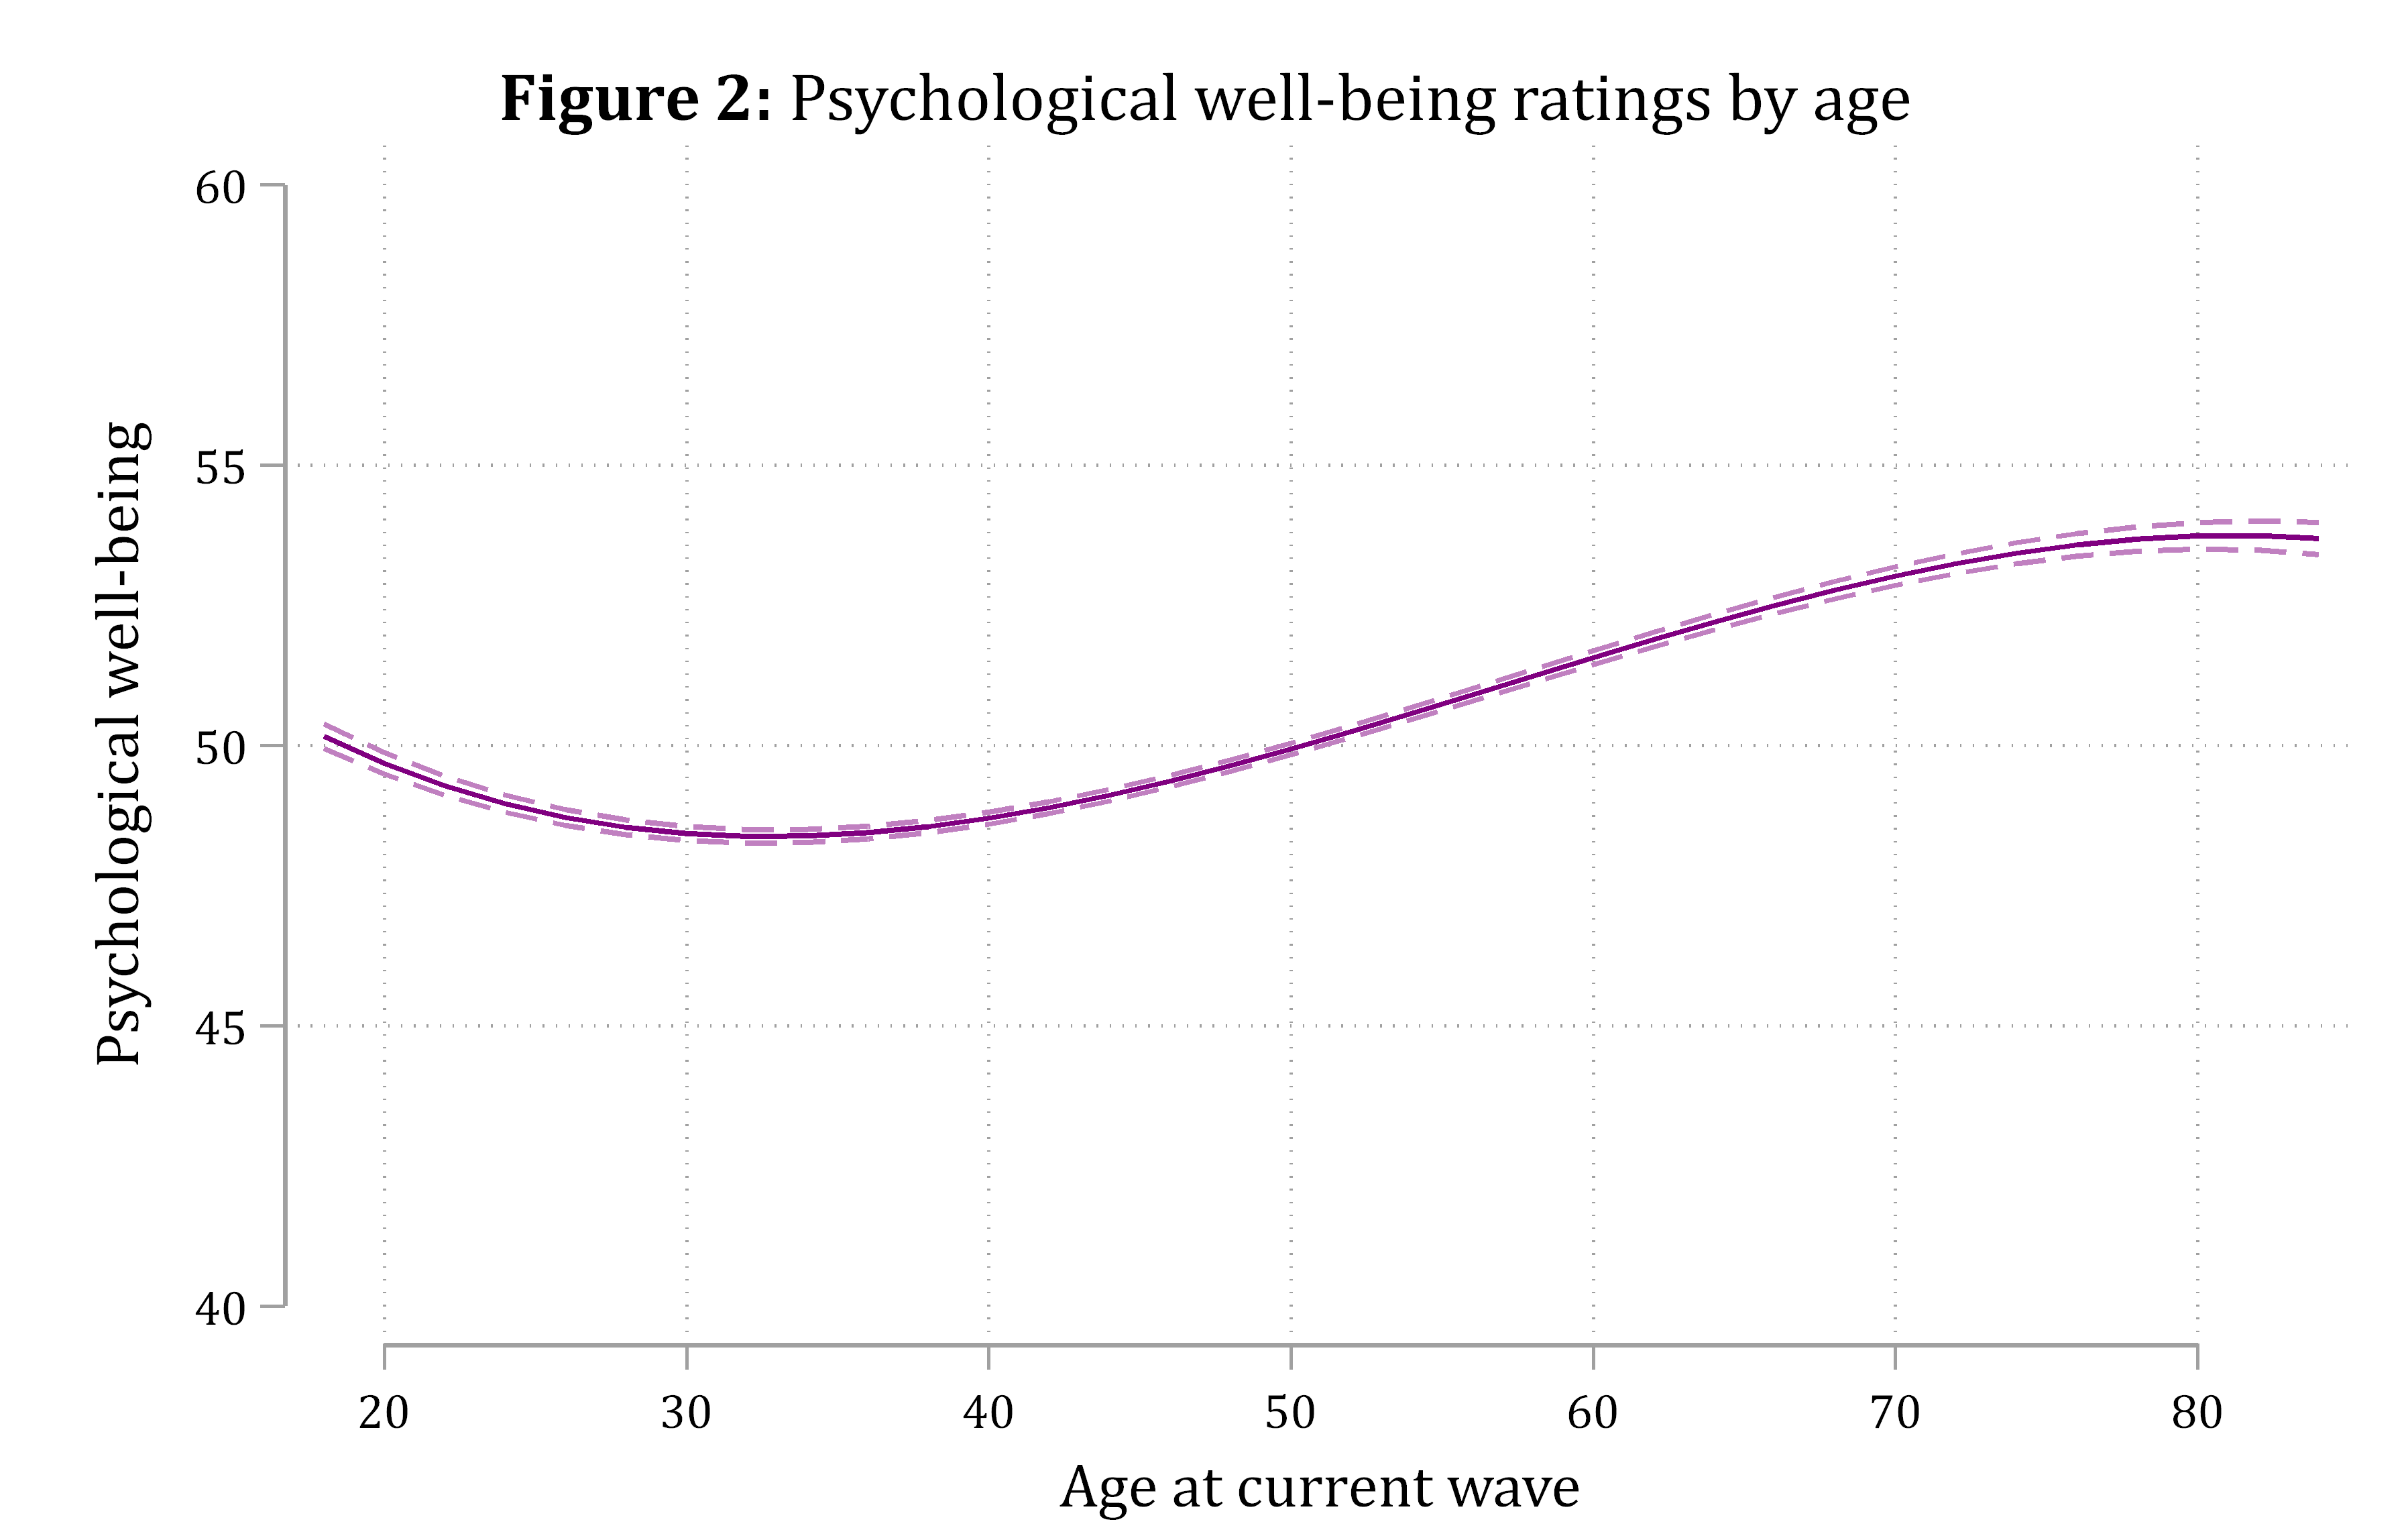 Figure 2: Psychological well-being ratings by age
Psychological well-being
60
55
50
45
40
20 30 40 50 60 70 80
Age at current wave